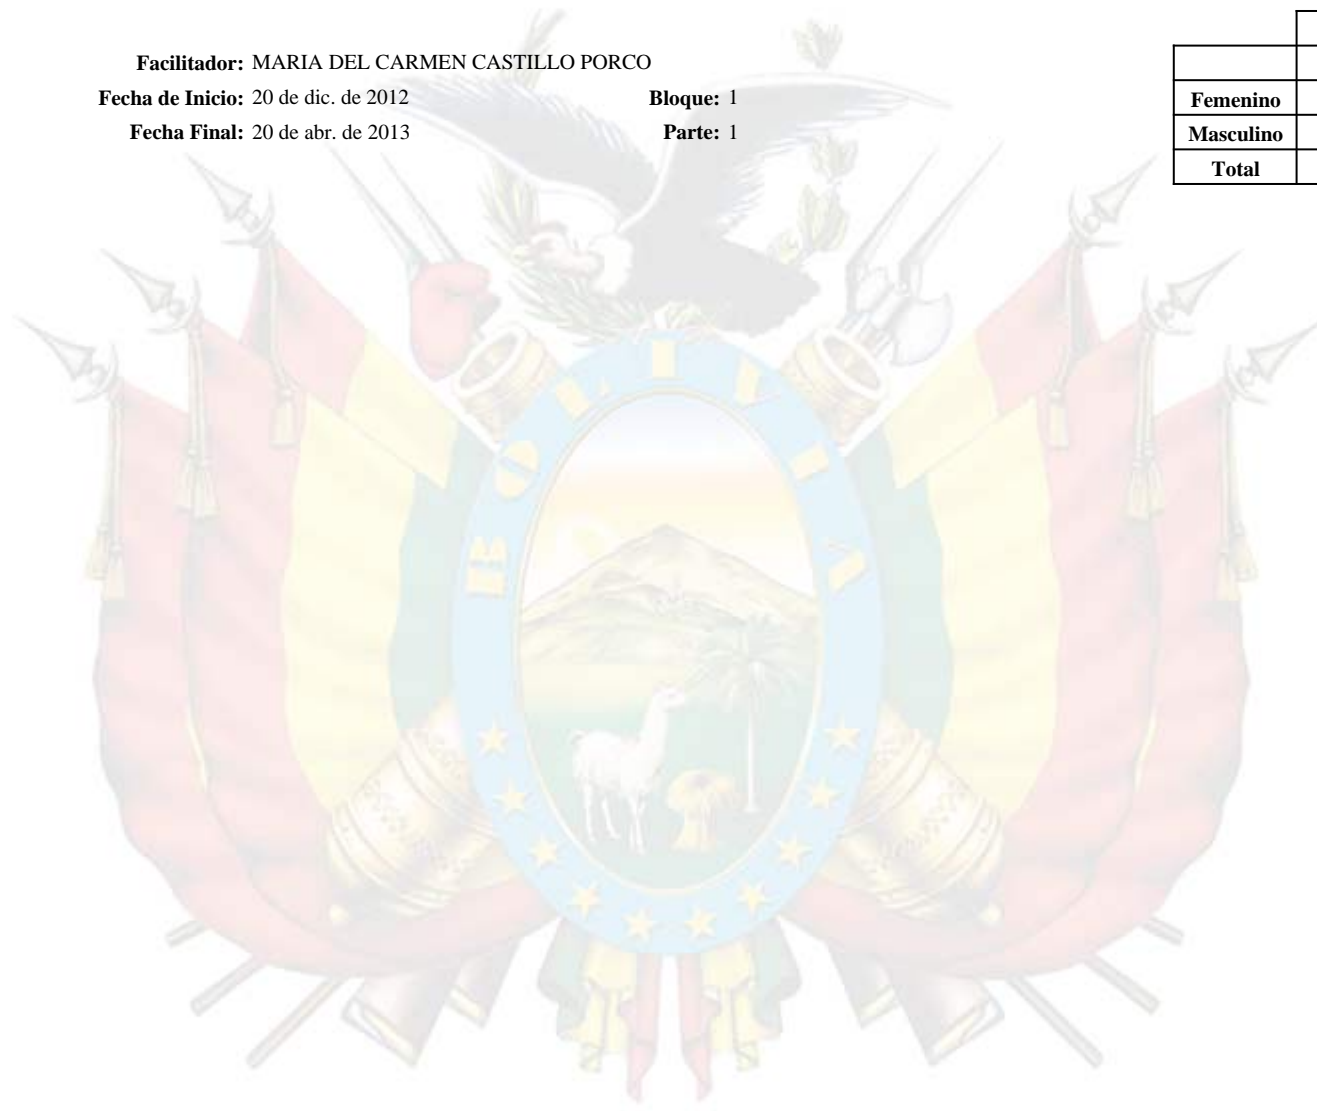 Facilitador: MARIA DEL CARMEN CASTILLO PORCO
Fecha de Inicio: 20 de dic. de 2012 Bloque: 1
Fecha Final: 20 de abr. de 2013 Parte: 1
Femenino
Masculino
Total
BOLIVIA